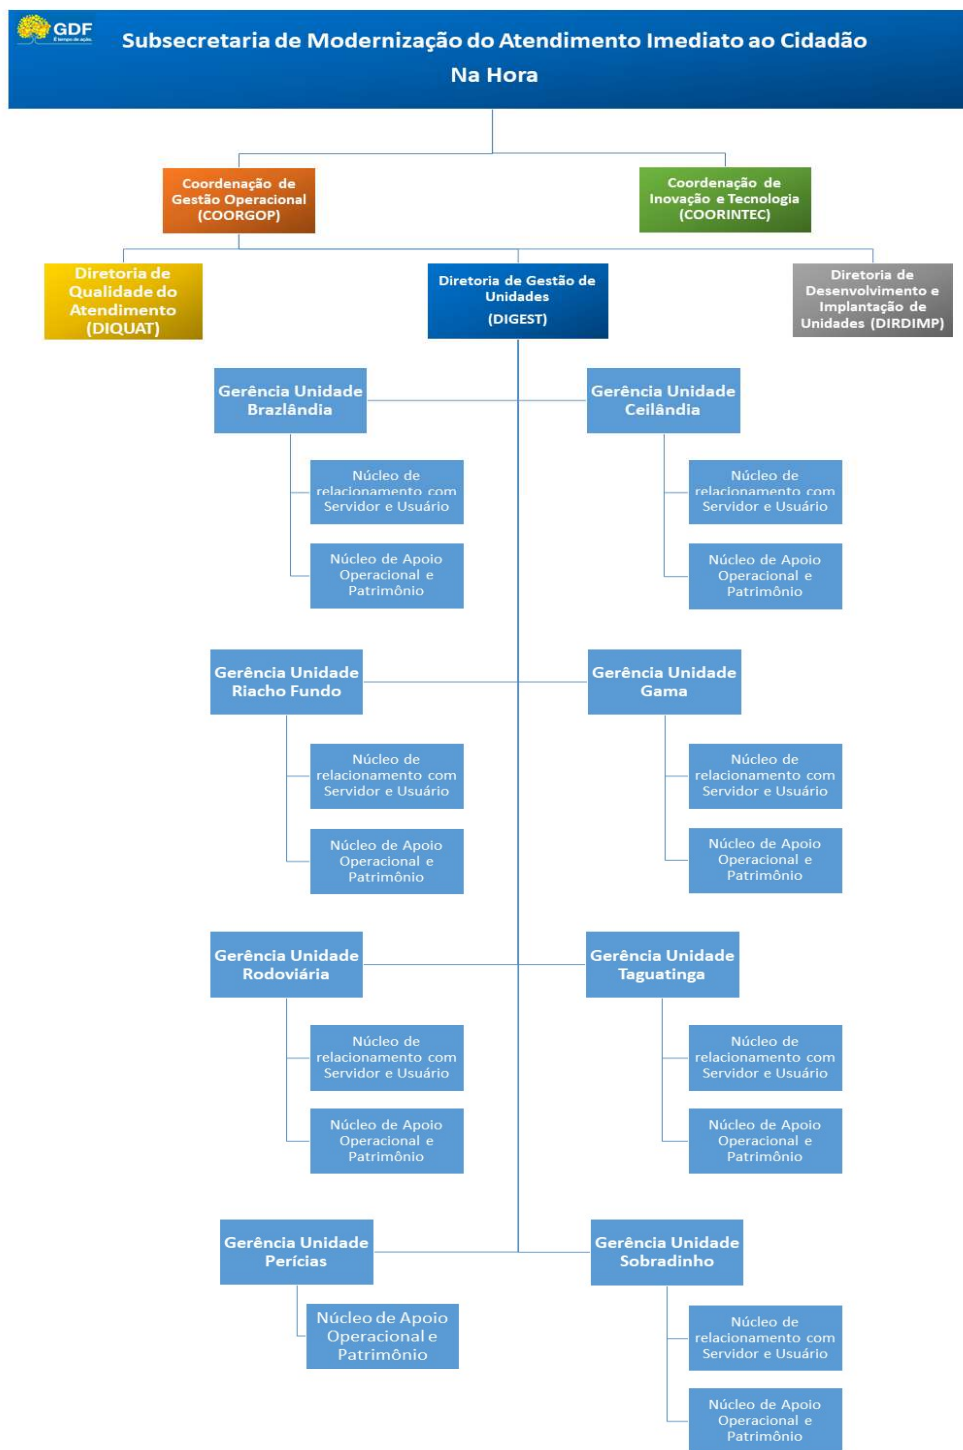 GDF
É tempo de ação.
Subsecretaria de Modernização do Atendimento Imediato ao Cidadão
Na Hora
Coordenação de
Gestão Operacional
(COORGOP)
Coordenação de
Inovação e Tecnologia
(COORINTEC)
Diretoria de
Qualidade do
Atendimento
(DIQUAT)
Diretoria de Gestão de
Unidades
(DIGEST)
Diretoria de
Desenvolvimento e
Implantação de
Unidades (DIRDIMP)
Gerência Unidade
Brazlândia
Núcleo de
relacionamento com
Servidor e Usuário
Núcleo de Apoio
Operacional e
Patrimônio
Gerência Unidade
Ceilândia
Núcleo de
relacionamento com
Servidor e Usuário
Núcleo de Apoio
Operacional e
Patrimônio
Gerência Unidade
Riacho Fundo
Núcleo de
relacionamento com
Servidor e Usuário
Núcleo de Apoio
Operacional e
Patrimônio
Gerência Unidade
Gama
Núcleo de
relacionamento com
Servidor e Usuário
Núcleo de Apoio
Operacional e
Patrimônio
Gerência Unidade
Rodoviária
Núcleo de
relacionamento com
Servidor e Usuário
Núcleo de Apoio
Operacional e
Patrimônio
Gerência Unidade
Taguatinga
Núcleo de
relacionamento com
Servidor e Usuário
Núcleo de Apoio
Operacional e
Patrimônio
Gerência Unidade
Perícias
Núcleo de Apoio
Operacional e
Patrimônio
Gerência Unidade
Sobradinho
Núcleo de
relacionamento com
Servidor e Usuário
Núcleo de Apoio
Operacional e
Patrimônio